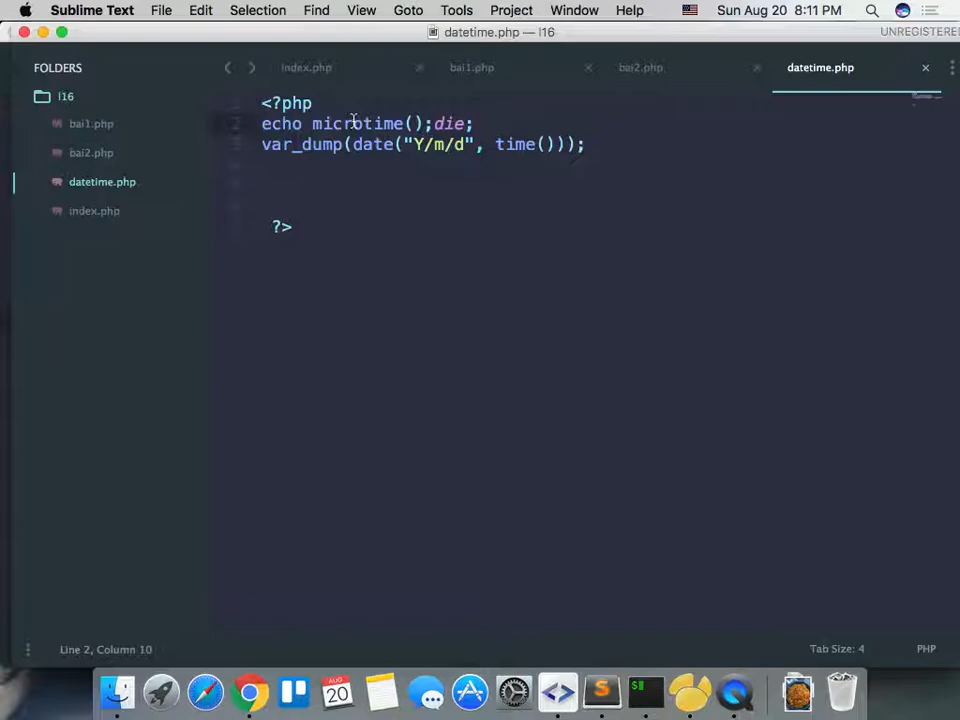 Sublime Text File Edit Selection Find View Goto Tools Project Window Help Sun Aug 20 8:11 PM
datetime.php — l16 UNREGISTERED
FOLDERS
l16
bai1.php
bai2.php
datetime.php
index.php
index.php bai1.php bai2.php datetime.php
<?php
2 echo microtime();die;
var_dump(date("Y/m/d", time()));
?>
Line 2, Column 10 Tab Size: 4 PHP
AUG
20